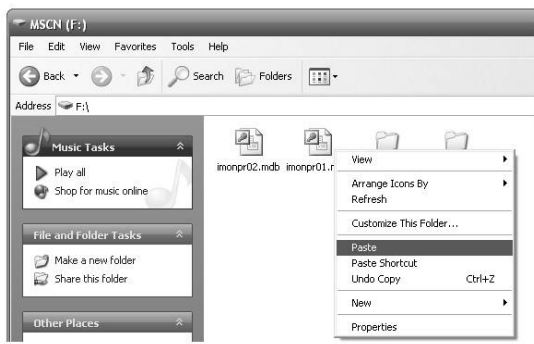 MSCN (F:)
File Edit View Favorites Tools Help
Back Search Folders
Address F:\
Music Tasks
Play all
Shop for music online
File and Folder Tasks
Make a new folder
Share this folder
Other Places
imonpr02.mdb imonpr01.
View
Arrange Icons By
Refresh
Customize This Folder...
Paste
Paste Shortcut
Undo Copy Ctrl+Z
New
Properties